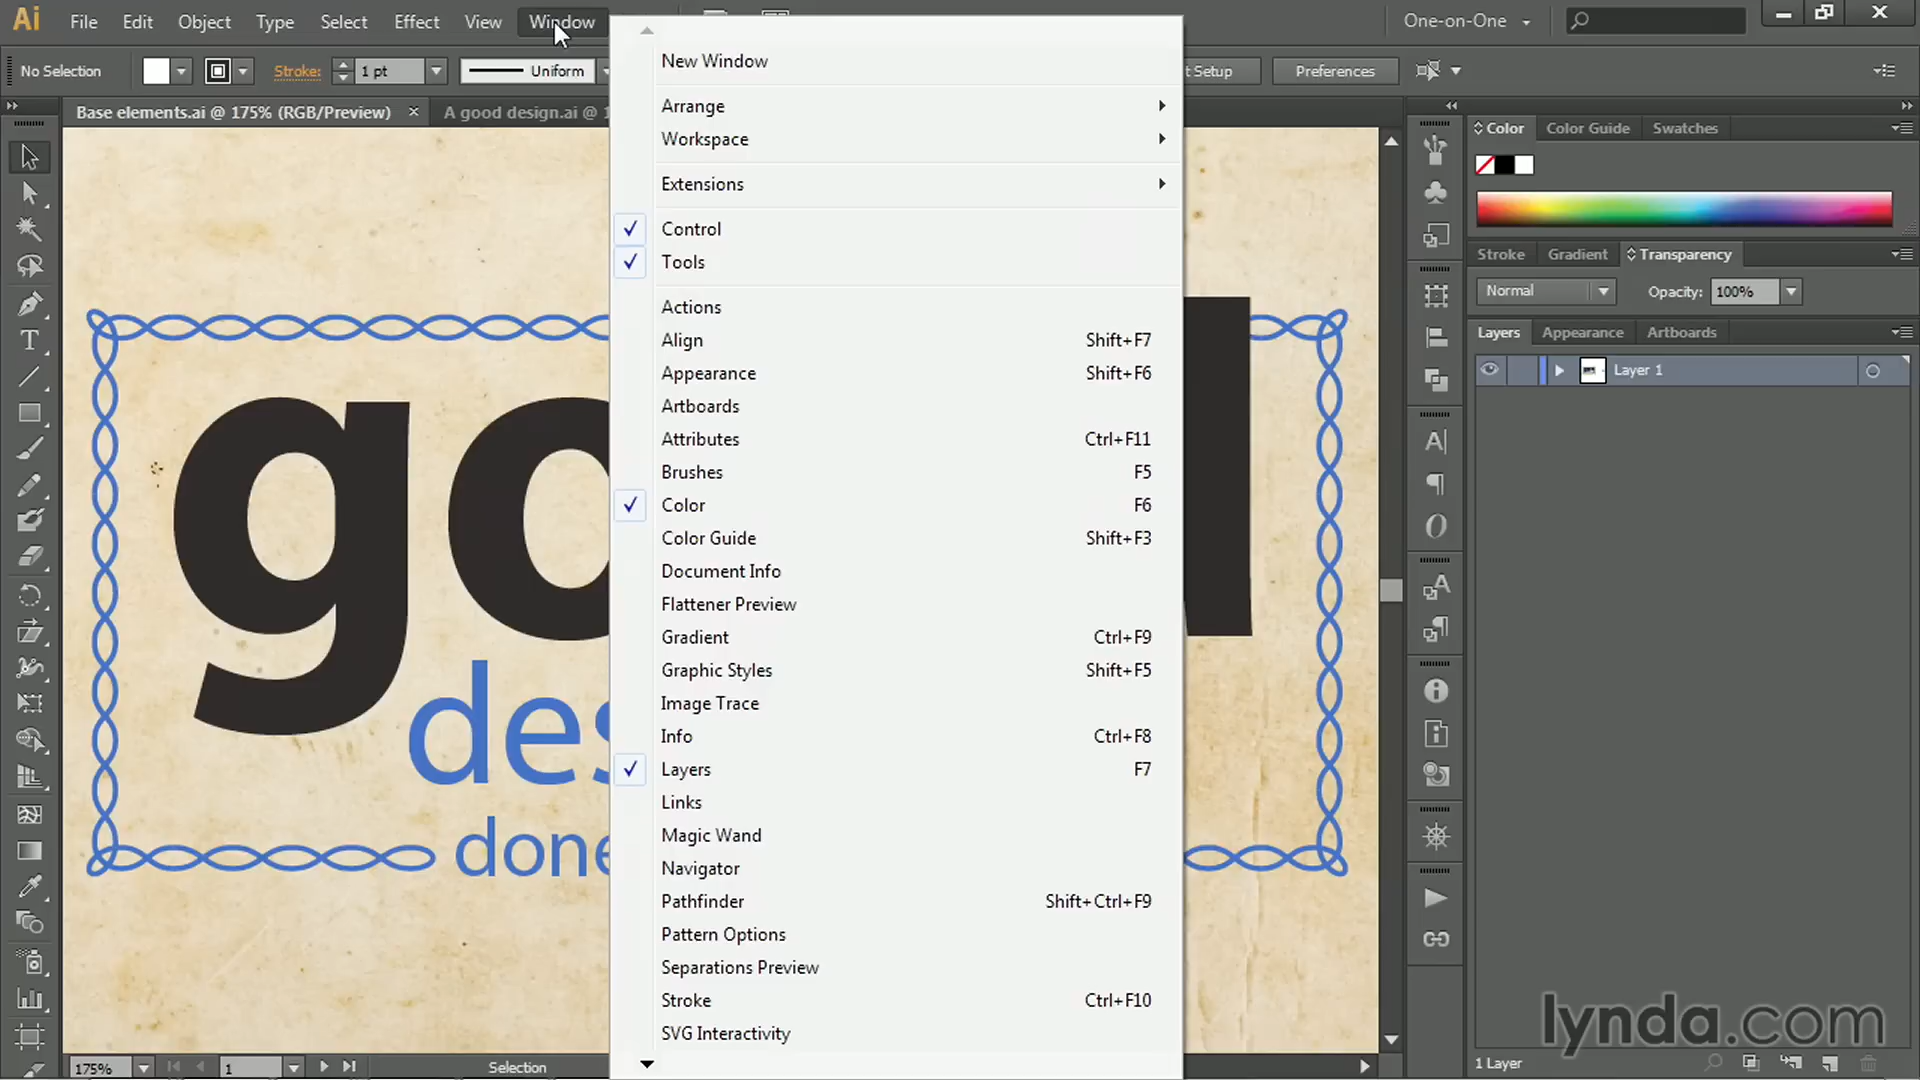 Ai File Edit Object Type Select Effect View Window One-on-One
No Selection Stroke: 1 pt Uniform t Setup Preferences
Base elements.ai @ 175% (RGB/Preview) × A good design.ai @
New Window
Arrange
Workspace
Extensions
Control
Tools
Actions
Align Shift+F7
Appearance Shift+F6
Artboards
Attributes Ctrl+F11
Brushes F5
Color F6
Color Guide Shift+F3
Document Info
Flattener Preview
Gradient Ctrl+F9
Graphic Styles Shift+F5
Image Trace
Info Ctrl+F8
Layers F7
Links
Magic Wand
Navigator
Pathfinder Shift+Ctrl+F9
Pattern Options
Separations Preview
Stroke Ctrl+F10
SVG Interactivity
go
des
done
Color Color Guide Swatches
Stroke Gradient Transparency
Normal Opacity: 100%
Layers Appearance Artboards
Layer 1
lynda.com
1 Layer
175% 1 Selection